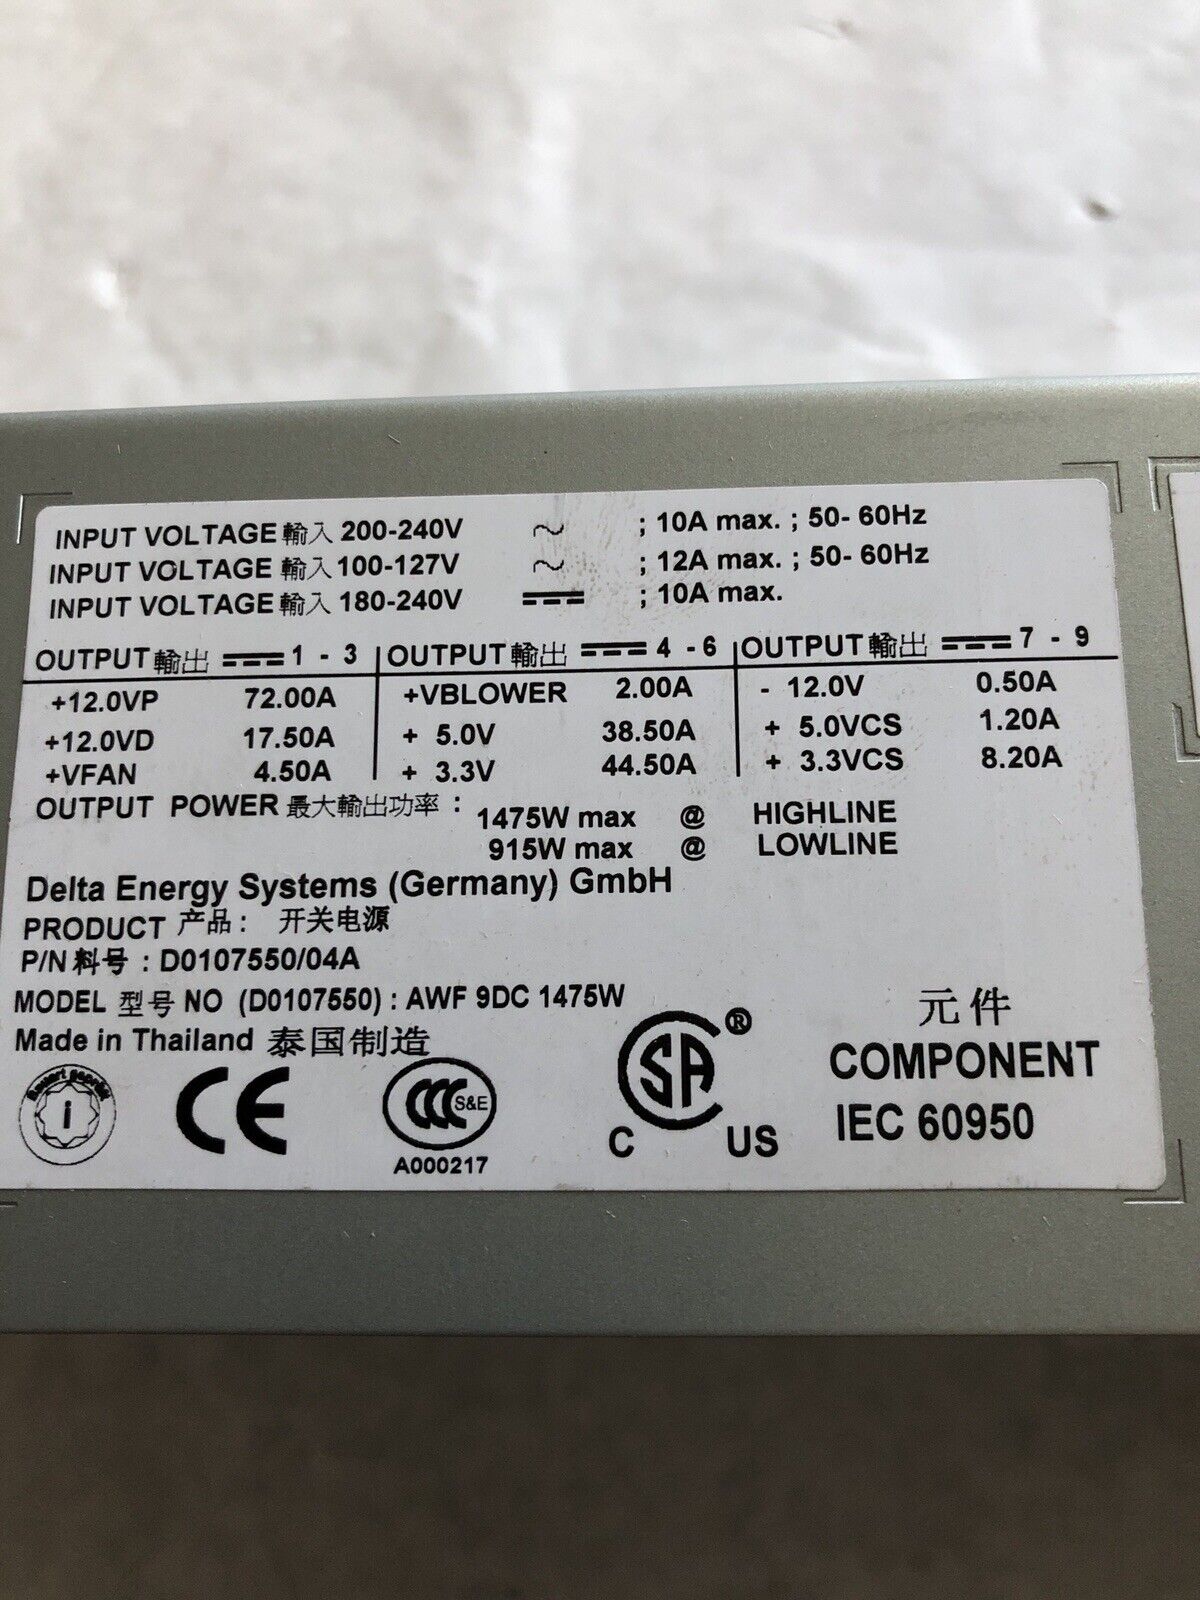 INPUT VOLTAGE 輸入 200-240V ~ ; 10A max. ; 50- 60Hz
INPUT VOLTAGE 輸入 100-127V ~ ; 12A max. ; 50- 60Hz
INPUT VOLTAGE 輸入 180-240V ⎓ ; 10A max.
OUTPUT 輸出 ⎓ 1 - 3 | OUTPUT 輸出 ⎓ 4 - 6 | OUTPUT 輸出 ⎓ 7 - 9
+12.0VP 72.00A +VBLOWER 2.00A - 12.0V 0.50A
+12.0VD 17.50A + 5.0V 38.50A + 5.0VCS 1.20A
+VFAN 4.50A + 3.3V 44.50A + 3.3VCS 8.20A
OUTPUT POWER 最大輸出功率 : 1475W max @ HIGHLINE
915W max @ LOWLINE
Delta Energy Systems (Germany) GmbH
PRODUCT 产品 : 开关电源
P/N 料号 : D0107550/04A
MODEL 型号 NO (D0107550) : AWF 9DC 1475W
Made in Thailand 泰国制造
Bauart geprüft
i
CE
CCC S&E
A000217
SA ®
C US
元件
COMPONENT
IEC 60950